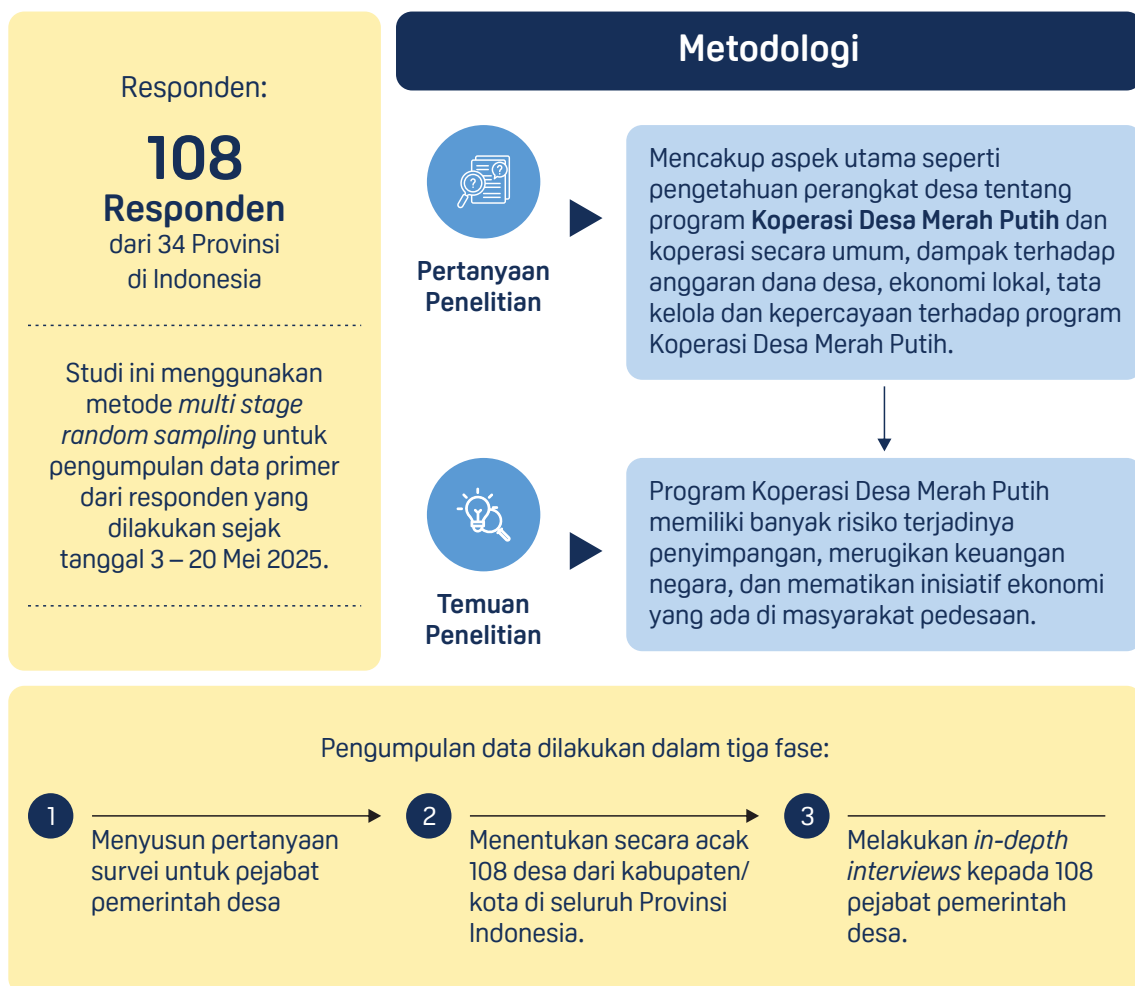 Responden:
108
Responden
dari 34 Provinsi
di Indonesia
Studi ini menggunakan
metode multi stage
random sampling untuk
pengumpulan data primer
dari responden yang
dilakukan sejak
tanggal 3 – 20 Mei 2025.
Metodologi
Pertanyaan
Penelitian
Mencakup aspek utama seperti
pengetahuan perangkat desa tentang
program Koperasi Desa Merah Putih dan
koperasi secara umum, dampak terhadap
anggaran dana desa, ekonomi lokal, tata
kelola dan kepercayaan terhadap program
Koperasi Desa Merah Putih.
Temuan
Penelitian
Program Koperasi Desa Merah Putih
memiliki banyak risiko terjadinya
penyimpangan, merugikan keuangan
negara, dan mematikan inisiatif ekonomi
yang ada di masyarakat pedesaan.
Pengumpulan data dilakukan dalam tiga fase:
1
Menyusun pertanyaan
survei untuk pejabat
pemerintah desa
2
Menentukan secara acak
108 desa dari kabupaten/
kota di seluruh Provinsi
Indonesia.
3
Melakukan in-depth
interviews kepada 108
pejabat pemerintah
desa.